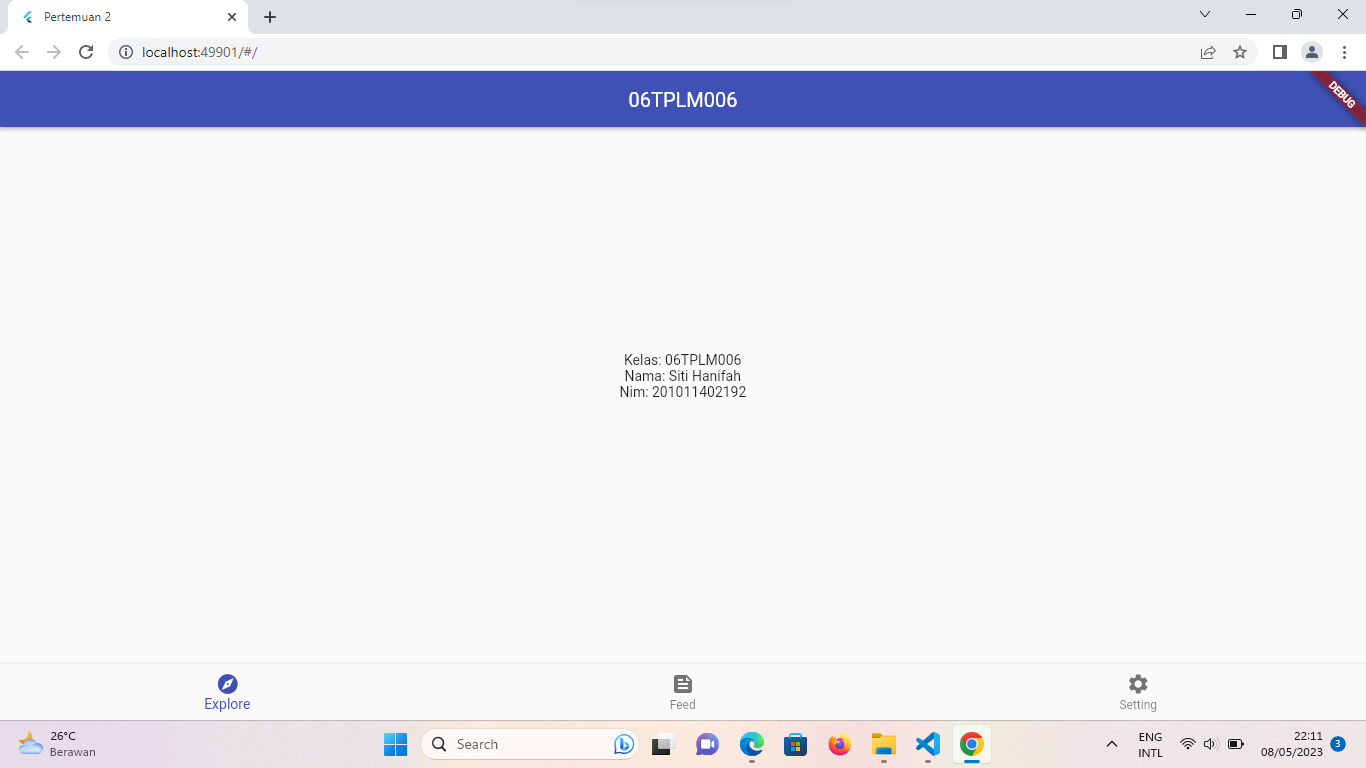 Pertemuan 2
localhost:49901/#/
06TPLM006
DEBUG
Kelas: 06TPLM006
Nama: Siti Hanifah
Nim: 201011402192
Explore
Feed
Setting
26°C
Berawan
Search
ENG
INTL
22:11
08/05/2023
3